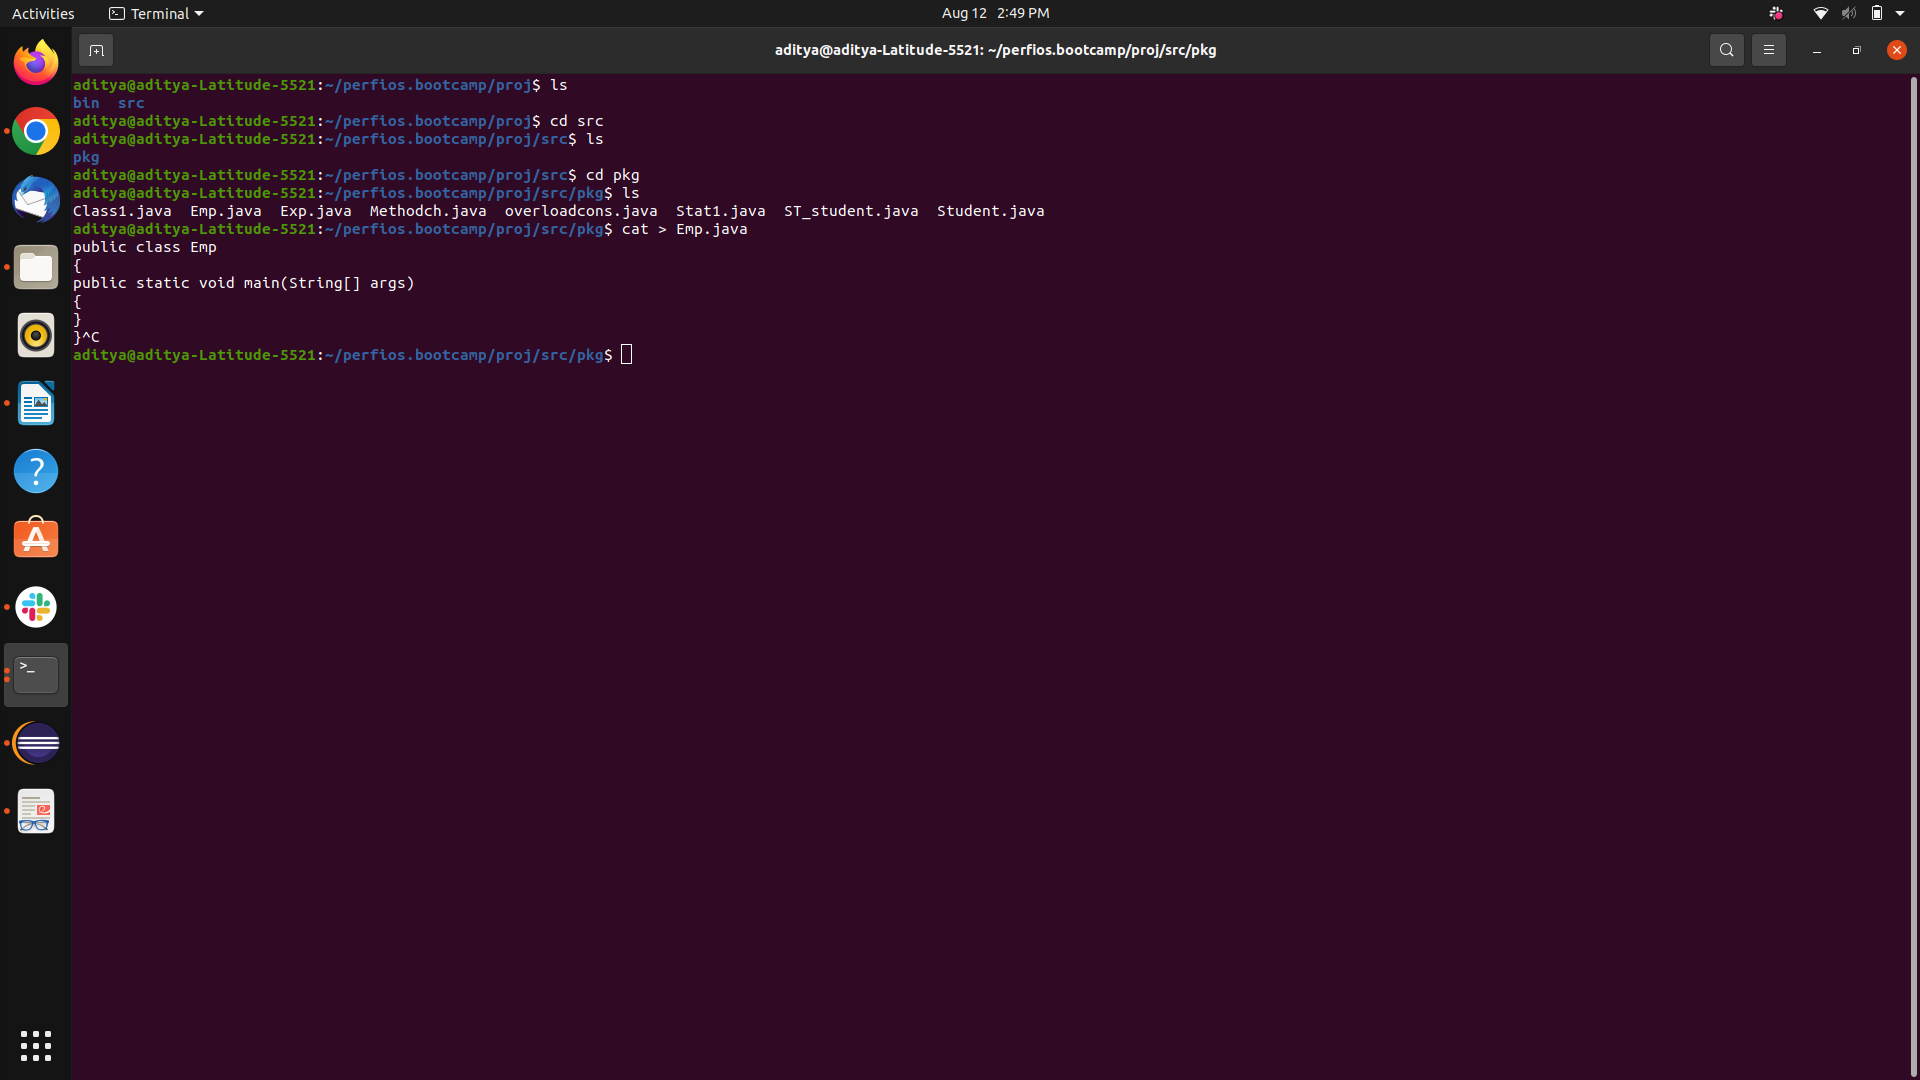 Activities Terminal Aug 12 2:49 PM
aditya@aditya-Latitude-5521: ~/perfios.bootcamp/proj/src/pkg
aditya@aditya-Latitude-5521:~/perfios.bootcamp/proj$ ls
bin  src
aditya@aditya-Latitude-5521:~/perfios.bootcamp/proj$ cd src
aditya@aditya-Latitude-5521:~/perfios.bootcamp/proj/src$ ls
pkg
aditya@aditya-Latitude-5521:~/perfios.bootcamp/proj/src$ cd pkg
aditya@aditya-Latitude-5521:~/perfios.bootcamp/proj/src/pkg$ ls
Class1.java  Emp.java  Exp.java  Methodch.java  overloadcons.java  Stat1.java  ST_student.java  Student.java
aditya@aditya-Latitude-5521:~/perfios.bootcamp/proj/src/pkg$ cat > Emp.java
public class Emp
{
public static void main(String[] args)
{
}
}^C
aditya@aditya-Latitude-5521:~/perfios.bootcamp/proj/src/pkg$